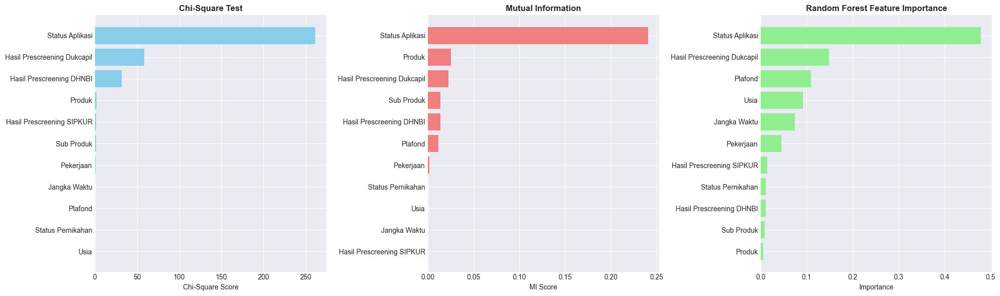 Chi-Square Test
Status Aplikasi
Hasil Prescreening Dukcapil
Hasil Prescreening DHNBI
Produk
Hasil Prescreening SIPKUR
Sub Produk
Pekerjaan
Jangka Waktu
Plafond
Status Pernikahan
Usia
0 50 100 150 200 250
Chi-Square Score
Mutual Information
Status Aplikasi
Produk
Hasil Prescreening Dukcapil
Sub Produk
Hasil Prescreening DHNBI
Plafond
Pekerjaan
Status Pernikahan
Usia
Jangka Waktu
Hasil Prescreening SIPKUR
0.00 0.05 0.10 0.15 0.20 0.25
MI Score
Random Forest Feature Importance
Status Aplikasi
Hasil Prescreening Dukcapil
Plafond
Usia
Jangka Waktu
Pekerjaan
Hasil Prescreening SIPKUR
Status Pernikahan
Hasil Prescreening DHNBI
Sub Produk
Produk
0.0 0.1 0.2 0.3 0.4 0.5
Importance